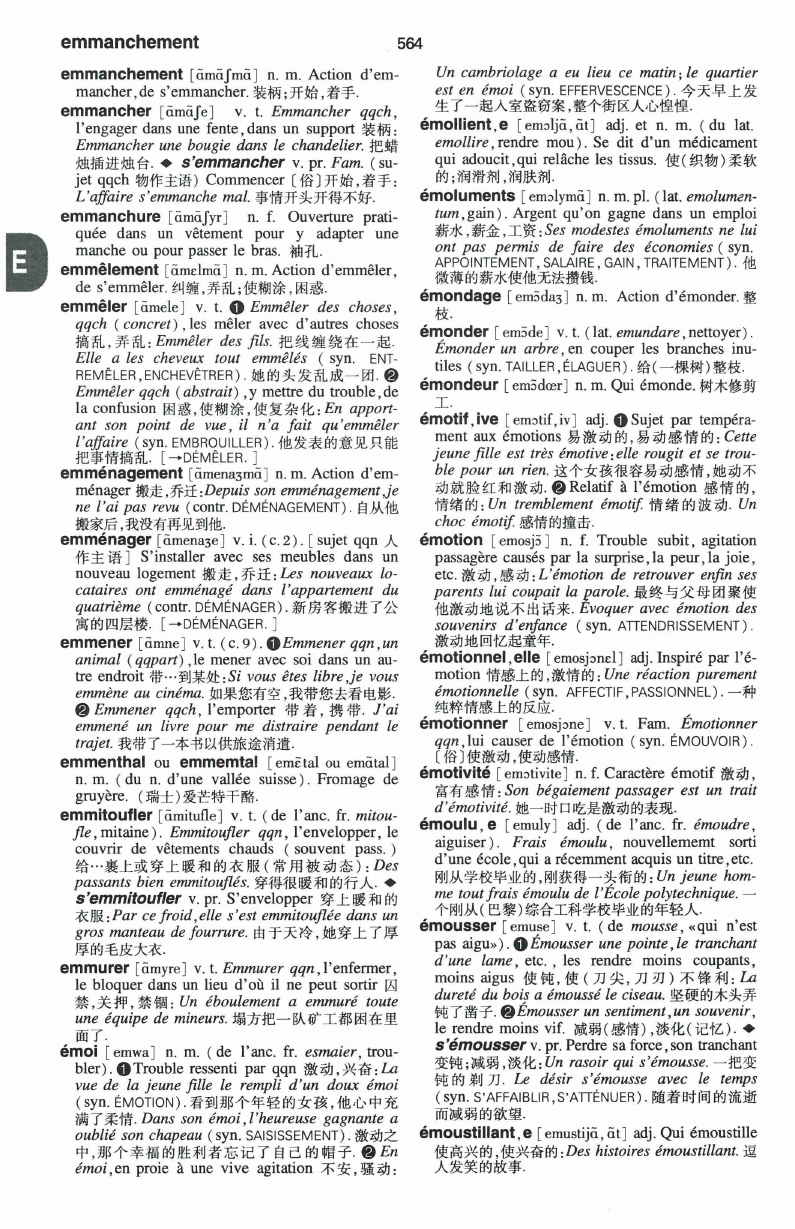 emmanchement
564
emmanchement [ãmãʃmã] n. m. Action d'em-
mancher,de s'emmancher. 装柄;开始,着手.
emmancher [ãmãʃe] v. t. Emmancher qqch,
l'engager dans une fente,dans un support 装柄:
Emmancher une bougie dans le chandelier. 把蜡
烛插进烛台. ◆ s'emmancher v. pr. Fam. (su-
jet qqch 物作主语) Commencer 〔俗〕开始,着手:
L'affaire s'emmanche mal. 事情开头开得不好.
emmanchure [ãmãʃyr] n. f. Ouverture prati-
quée dans un vêtement pour y adapter une
manche ou pour passer le bras. 袖孔.
emmêlement [ãmɛlmã] n. m. Action d'emmêler,
de s'emmêler. 纠缠,弄乱;使糊涂,困惑.
emmêler [ãmele] v. t. ❶ Emmêler des choses,
qqch (concret), les mêler avec d'autres choses
搞乱,弄乱: Emmêler des fils. 把线缠绕在一起.
Elle a les cheveux tout emmêlés (syn. ENT-
REMÊLER,ENCHEVÊTRER). 她的头发乱成一团. ❷
Emmêler qqch (abstrait),y mettre du trouble,de
la confusion 困惑,使糊涂,使复杂化: En apport-
ant son point de vue, il n'a fait qu'emmêler
l'affaire (syn. EMBROUILLER). 他发表的意见只能
把事情搞乱. [→DÉMÊLER. ]
emménagement [ãmenaʒmã] n. m. Action d'em-
ménager 搬走,乔迁:Depuis son emménagement,je
ne l'ai pas revu (contr. DÉMÉNAGEMENT). 自从他
搬家后,我没有再见到他.
emménager [ãmenaʒe] v. i. (c. 2). [sujet qqn 人
作主语] S'installer avec ses meubles dans un
nouveau logement 搬走,乔迁: Les nouveaux lo-
cataires ont emménagé dans l'appartement du
quatrième (contr. DÉMÉNAGER). 新房客搬进了公
寓的四层楼. [→DÉMÉNAGER. ]
emmener [ãmne] v. t. (c. 9). ❶Emmener qqn,un
animal (qqpart),le mener avec soi dans un au-
tre endroit 带…到某处:Si vous êtes libre,je vous
emmène au cinéma. 如果您有空,我带您去看电影.
❷ Emmener qqch, l'emporter 带着,携带. J'ai
emmené un livre pour me distraire pendant le
trajet. 我带了一本书以供旅途消遣.
emmenthal ou emmemtal [emɛ̃tal ou emãtal]
n. m. (du n. d'une vallée suisse). Fromage de
gruyère. (瑞士)爱芒特干酪.
emmitoufler [ãmitufle] v. t. (de l'anc. fr. mitou-
fle,mitaine). Emmitoufler qqn, l'envelopper, le
couvrir de vêtements chauds (souvent pass.)
给…裹上或穿上暖和的衣服(常用被动态): Des
passants bien emmitouflés. 穿得很暖和的行人. ◆
s'emmitoufler v. pr. S'envelopper 穿上暖和的
衣服:Par ce froid,elle s'est emmitouflée dans un
gros manteau de fourrure. 由于天冷,她穿上了厚
厚的毛皮大衣.
emmurer [ãmyre] v. t. Emmurer qqn,l'enfermer,
le bloquer dans un lieu d'où il ne peut sortir 囚
禁,关押,禁锢: Un éboulement a emmuré toute
une équipe de mineurs. 塌方把一队矿工都困在里
面了.
émoi [emwa] n. m. (de l'anc. fr. esmaier, trou-
bler). ❶Trouble ressenti par qqn 激动,兴奋:La
vue de la jeune fille le rempli d'un doux émoi
(syn. ÉMOTION). 看到那个年轻的女孩,他心中充
满了柔情. Dans son émoi,l'heureuse gagnante a
oublié son chapeau (syn. SAISISSEMENT). 激动之
中,那个幸福的胜利者忘记了自己的帽子. ❷ En
émoi,en proie à une vive agitation 不安,骚动:
Un cambriolage a eu lieu ce matin; le quartier
est en émoi (syn. EFFERVESCENCE). 今天早上发
生了一起入室盗窃案,整个街区人心惶惶.
émollient,e [emɔljã,ãt] adj. et n. m. (du lat.
emollire,rendre mou). Se dit d'un médicament
qui adoucit,qui relâche les tissus. 使(织物)柔软
的;润滑剂,润肤剂.
émoluments [emɔlymã] n. m. pl. (lat. emolumen-
tum,gain). Argent qu'on gagne dans un emploi
薪水,薪金,工资:Ses modestes émoluments ne lui
ont pas permis de faire des économies (syn.
APPOINTEMENT, SALAIRE, GAIN, TRAITEMENT). 他
微薄的薪水使他无法攒钱.
émondage [emɔ̃daʒ] n. m. Action d'émonder. 整
枝.
émonder [emɔ̃de] v. t. (lat. emundare,nettoyer).
Émonder un arbre,en couper les branches inu-
tiles (syn. TAILLER,ÉLAGUER). 给(一棵树)整枝.
émondeur [emɔ̃dœr] n. m. Qui émonde. 树木修剪
工.
émotif,ive [emɔtif,iv] adj. ❶Sujet par tempéra-
ment aux émotions 易激动的,易动感情的: Cette
jeune fille est très émotive:elle rougit et se trou-
ble pour un rien. 这个女孩很容易动感情,她动不
动就脸红和激动. ❷Relatif à l'émotion 感情的,
情绪的: Un tremblement émotif. 情绪的波动. Un
choc émotif. 感情的撞击.
émotion [emosjɔ̃] n. f. Trouble subit, agitation
passagère causés par la surprise,la peur,la joie,
etc. 激动,感动: L'émotion de retrouver enfin ses
parents lui coupait la parole. 最终与父母团聚使
他激动地说不出话来. Évoquer avec émotion des
souvenirs d'enfance (syn. ATTENDRISSEMENT).
激动地回忆起童年.
émotionnel,elle [emosjɔnɛl] adj. Inspiré par l'é-
motion 情感上的,激情的: Une réaction purement
émotionnelle (syn. AFFECTIF,PASSIONNEL). 一种
纯粹情感上的反应.
émotionner [emosjɔne] v. t. Fam. Émotionner
qqn,lui causer de l'émotion (syn. ÉMOUVOIR).
〔俗〕使激动,使动感情.
émotivité [emɔtivite] n. f. Caractère émotif 激动,
富有感情: Son bégaiement passager est un trait
d'émotivité. 她一时口吃是激动的表现.
émoulu, e [emuly] adj. (de l'anc. fr. émoudre,
aiguiser). Frais émoulu, nouvellememt sorti
d'une école,qui a récemment acquis un titre,etc.
刚从学校毕业的,刚获得一头衔的: Un jeune hom-
me tout frais émoulu de l'École polytechnique. 一
个刚从(巴黎)综合工科学校毕业的年轻人.
émousser [emuse] v. t. (de mousse, «qui n'est
pas aigu»). ❶Émousser une pointe,le tranchant
d'une lame, etc. , les rendre moins coupants,
moins aigus 使钝,使(刀尖,刀刃)不锋利: La
dureté du bois a émoussé le ciseau. 坚硬的木头弄
钝了凿子. ❷Émousser un sentiment,un souvenir,
le rendre moins vif. 减弱(感情),淡化(记忆). ◆
s'émousser v. pr. Perdre sa force,son tranchant
变钝;减弱,淡化: Un rasoir qui s'émousse. 一把变
钝的剃刀. Le désir s'émousse avec le temps
(syn. S'AFFAIBLIR,S'ATTÉNUER). 随着时间的流逝
而减弱的欲望.
émoustillant,e [emustijã, ãt] adj. Qui émoustille
使高兴的,使兴奋的:Des histoires émoustillant. 逗
人发笑的故事.
E